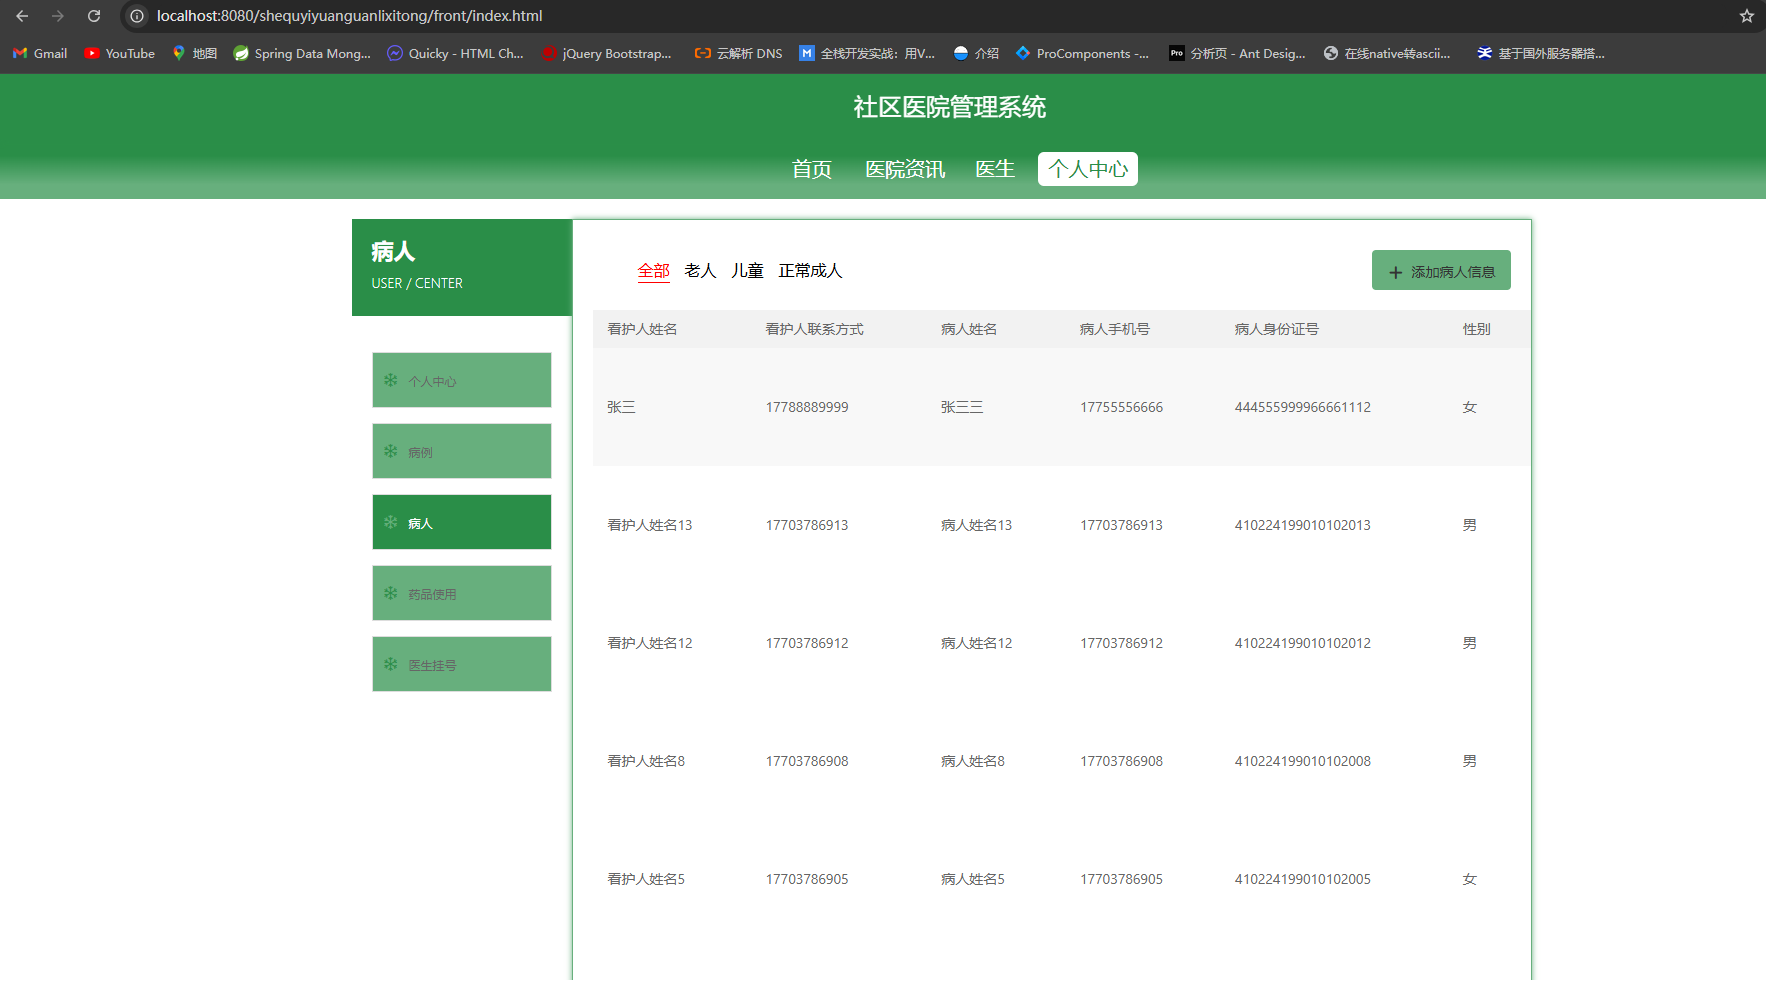 localhost:8080/shequyiyuanguanlixitong/front/index.html
Gmail YouTube 地图 Spring Data Mong... Quicky - HTML Ch... jQuery Bootstrap... 云解析 DNS M 全栈开发实战：用V... 介绍 ProComponents -... Pro 分析页 - Ant Desig... 在线native转ascii... 基于国外服务器搭...
社区医院管理系统
首页 医院资讯 医生 个人中心
病人
USER / CENTER
个人中心
病例
病人
药品使用
医生挂号
全部 老人 儿童 正常成人 添加病人信息
看护人姓名 看护人联系方式 病人姓名 病人手机号 病人身份证号 性别
张三 17788889999 张三三 17755556666 444555999966661112 女
看护人姓名13 17703786913 病人姓名13 17703786913 410224199010102013 男
看护人姓名12 17703786912 病人姓名12 17703786912 410224199010102012 男
看护人姓名8 17703786908 病人姓名8 17703786908 410224199010102008 男
看护人姓名5 17703786905 病人姓名5 17703786905 410224199010102005 女